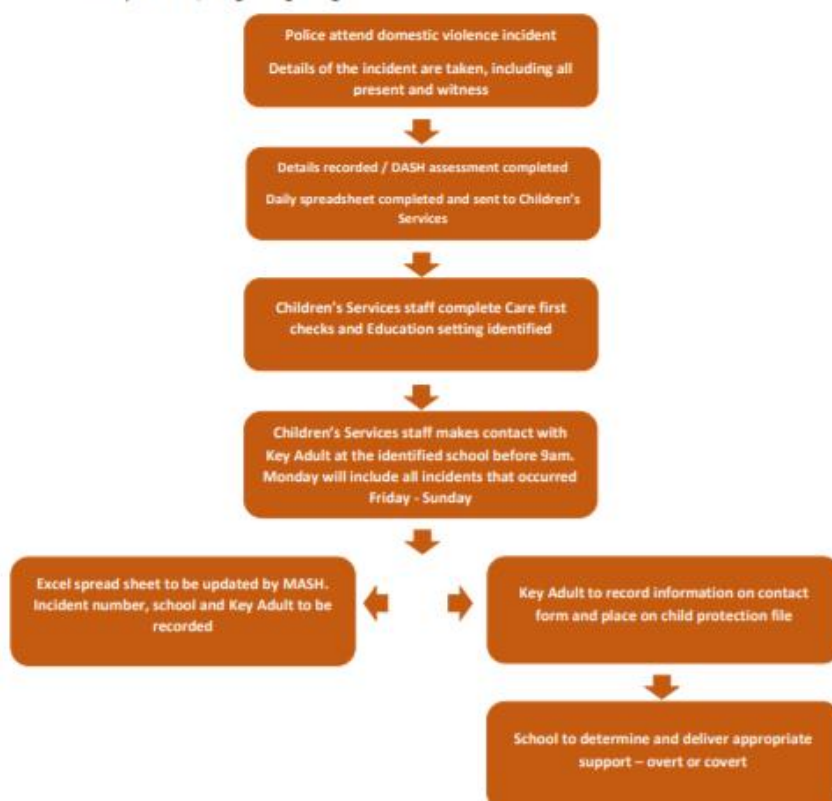 Police attend domestic violence incident
Details of the incident are taken, including all
present and witness
Details recorded / DASH assessment completed
Daily spreadsheet completed and sent to Children's
Services
Children's Services staff complete Care first
checks and Education setting identified
Children's Services staff makes contact with
Key Adult at the identified school before 9am.
Monday will include all incidents that occurred
Friday - Sunday
Excel spread sheet to be updated by MASH.
Incident number, school and Key Adult to be
recorded
Key Adult to record information on contact
form and place on child protection file
School to determine and deliver appropriate
support – overt or covert